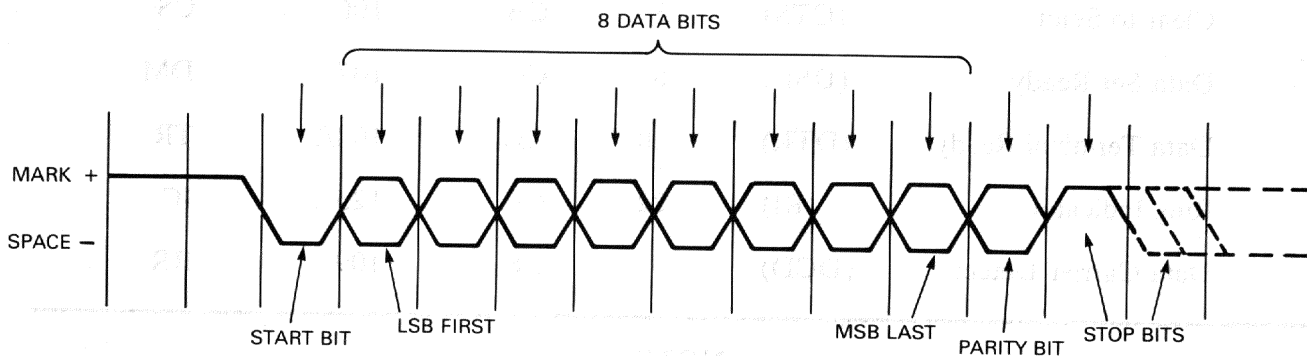 8 DATA BITS
MARK +
SPACE -
START BIT
LSB FIRST
MSB LAST
PARITY BIT
STOP BITS